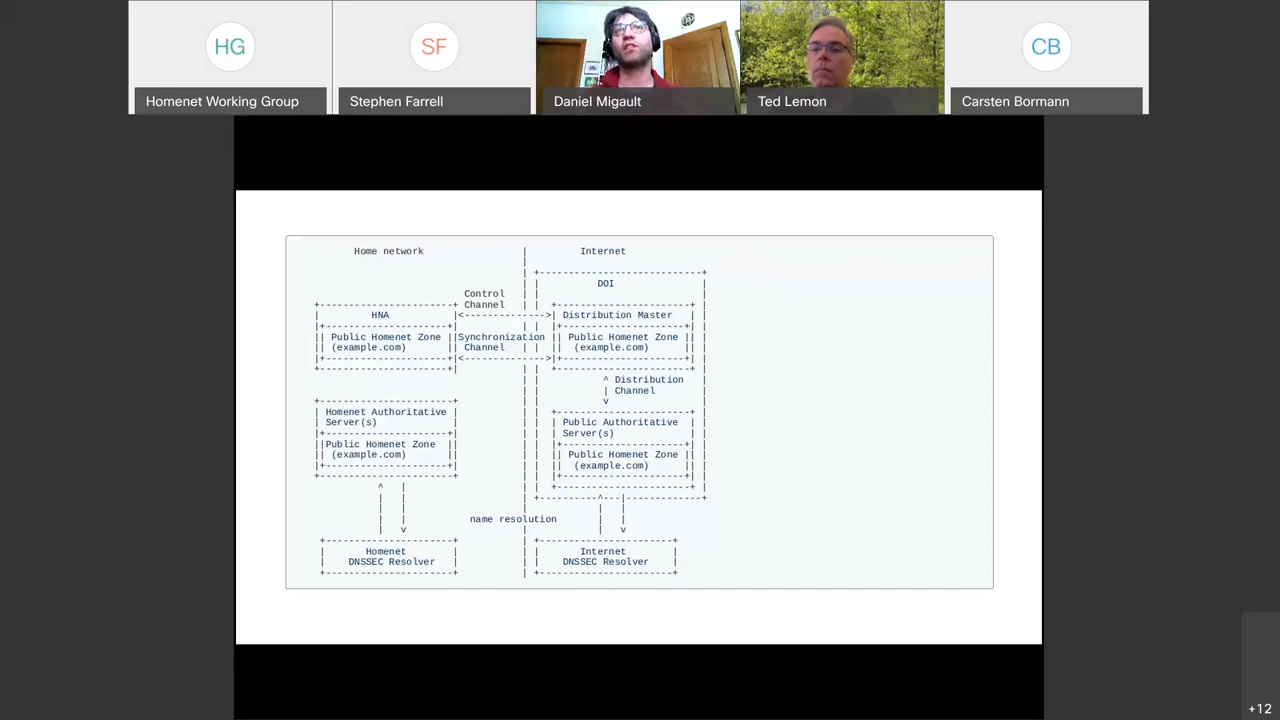 HG
SF
CB
Homenet Working Group
Stephen Farrell
Daniel Migault
Ted Lemon
Carsten Bormann
Home network
Internet
DOI
Control
Channel
HNA
Distribution Master
Public Homenet Zone
(example.com)
Synchronization
Channel
Public Homenet Zone
(example.com)
Distribution
Channel
Homenet Authoritative
Server(s)
Public Authoritative
Server(s)
Public Homenet Zone
(example.com)
Public Homenet Zone
(example.com)
name resolution
Homenet
DNSSEC Resolver
Internet
DNSSEC Resolver
+12